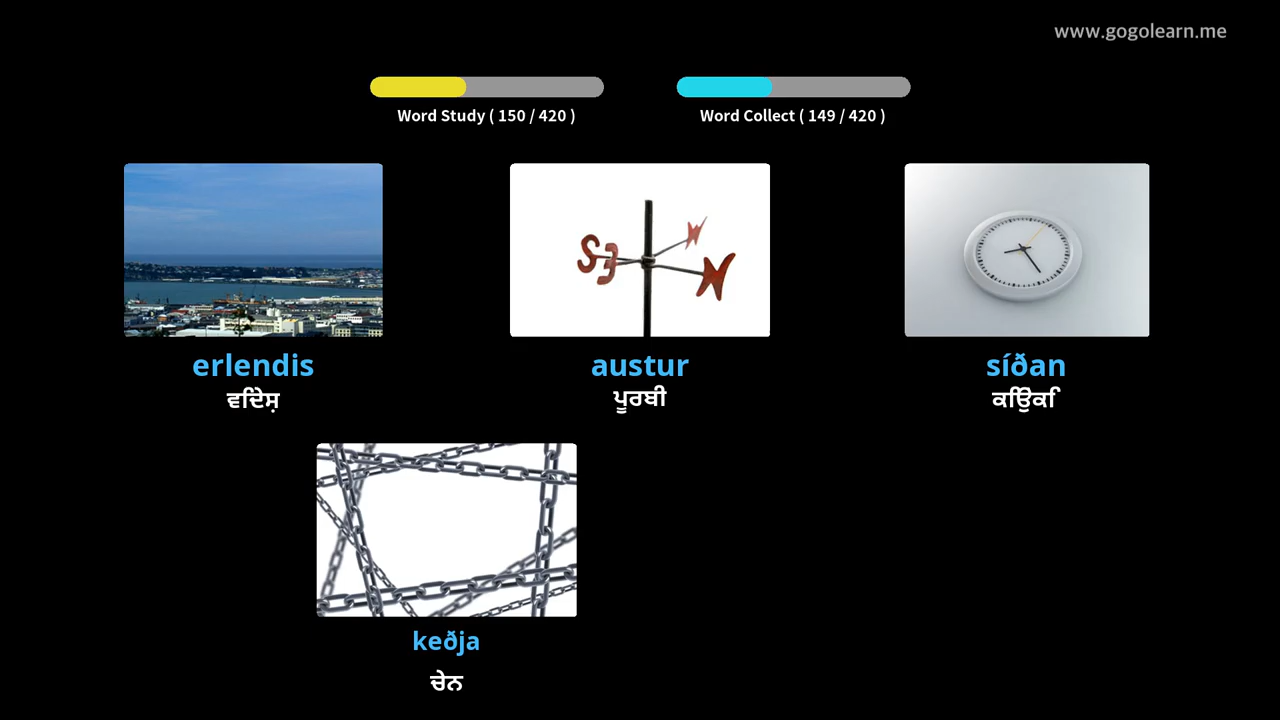 www.gogolearn.me
Word Study ( 150 / 420 )
Word Collect ( 149 / 420 )
erlendis
ਵਿਦੇਸ਼
austur
ਪੂਰਬੀ
síðan
ਕਿਉਂਕਿ
keðja
ਚੇਨ